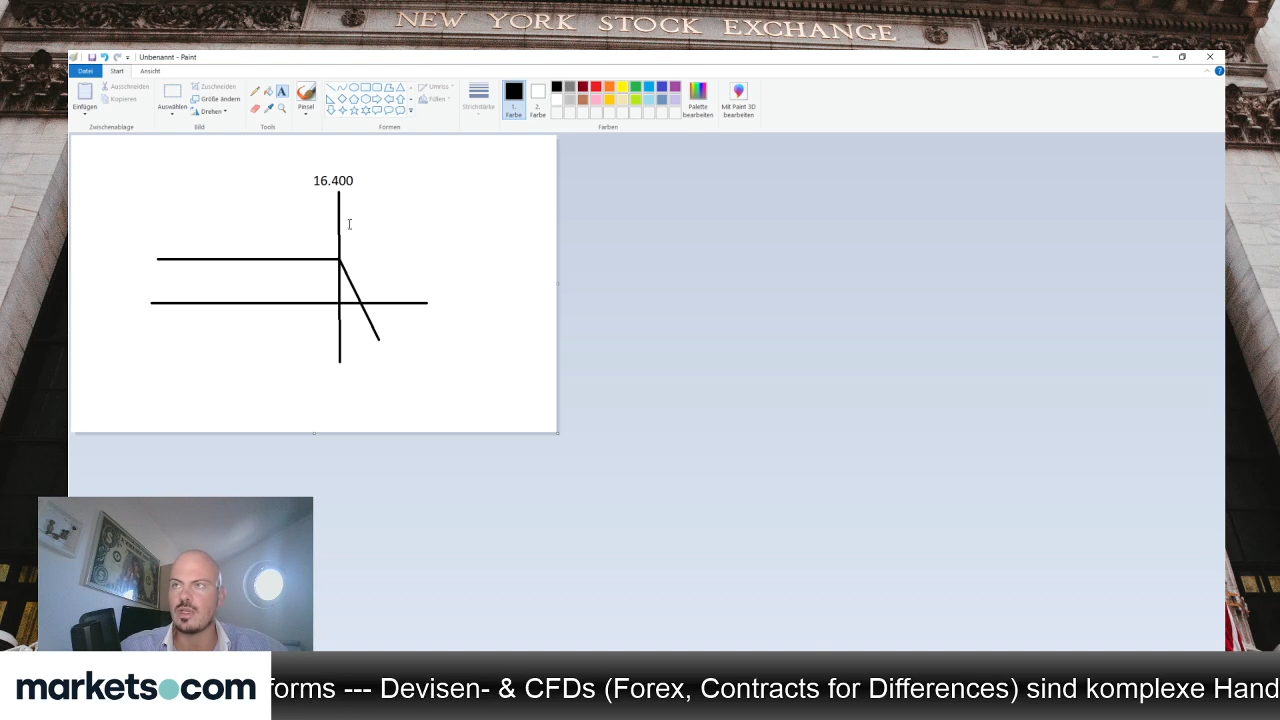 NEW YORK STOCK EXCHANGE
Unbenannt - Paint
Datei Start Ansicht
Einfügen
Ausschneiden
Kopieren
Zwischenablage
Auswählen
Zuschneiden
Größe ändern
Drehen
Bild
Tools
Pinsel
Formen
Umriss
Füllen
Strichstärke
1. Farbe
2. Farbe
Farben
Palette bearbeiten
Mit Paint 3D bearbeiten
16.400
markets.com
forms --- Devisen- & CFDs (Forex, Contracts for Differences) sind komplexe Hand